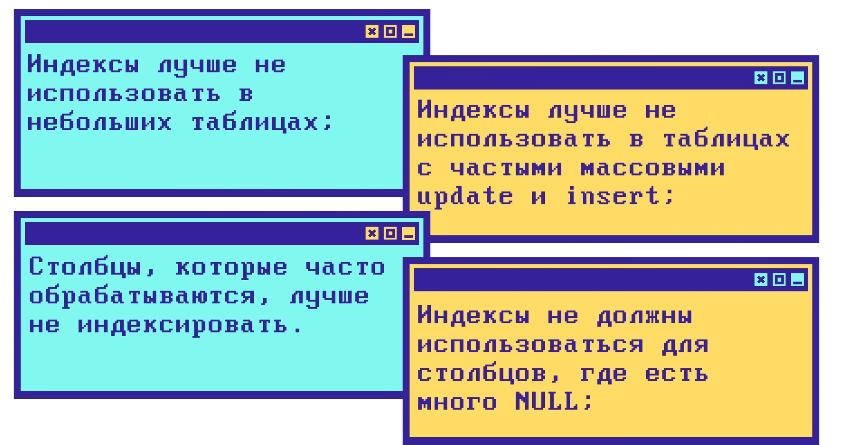 Индексы лучше не
использовать в
небольших таблицах;
Индексы лучше не
использовать в таблицах
с частыми массовыми
update и insert;
Столбцы, которые часто
обрабатываются, лучше
не индексировать.
Индексы не должны
использоваться для
столбцов, где есть
много NULL;